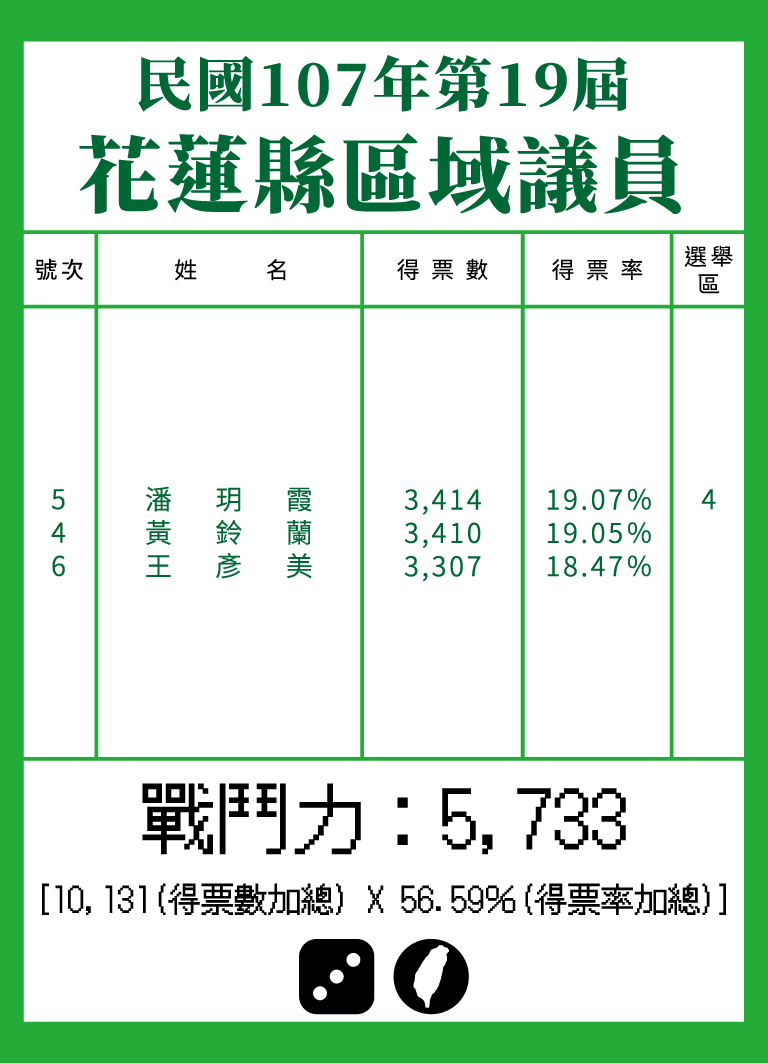 民國107年第19屆
花蓮縣區域議員
號次 姓名 得票數 得票率 選舉區
5 潘玥霞 3,414 19.07% 4
4 黃鈴蘭 3,410 19.05%
6 王彥美 3,307 18.47%
戰鬥力：5,733
[10,131(得票數加總) X 56.59%(得票率加總)]